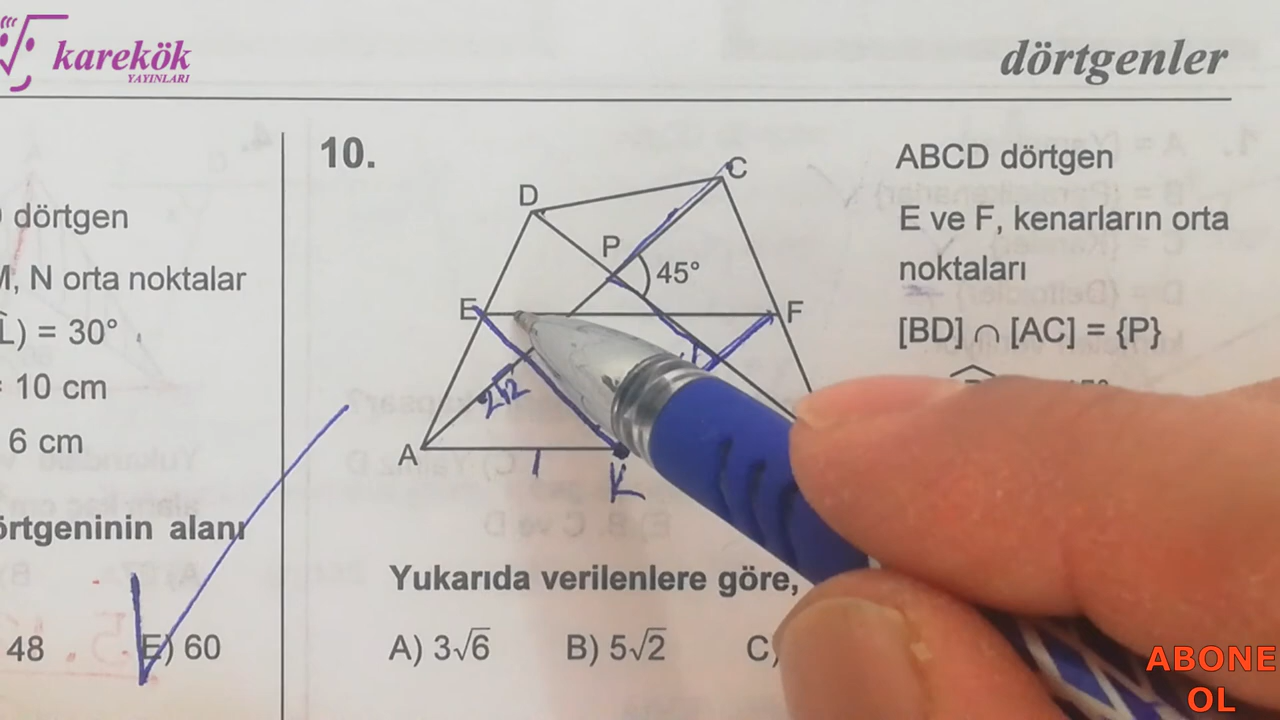 karekök
YAYINLARI
dörtgenler
dörtgen
M, N orta noktalar
L) = 30°
= 10 cm
6 cm
örtgeninin alanı
48
E) 60
10.
D
C
P
45°
E
F
2√2
A
K
ABCD dörtgen
E ve F, kenarların orta
noktaları
[BD] ∩ [AC] = {P}
Yukarıda verilenlere göre,
A) 3√6
B) 5√2
C)
ABONE
OL